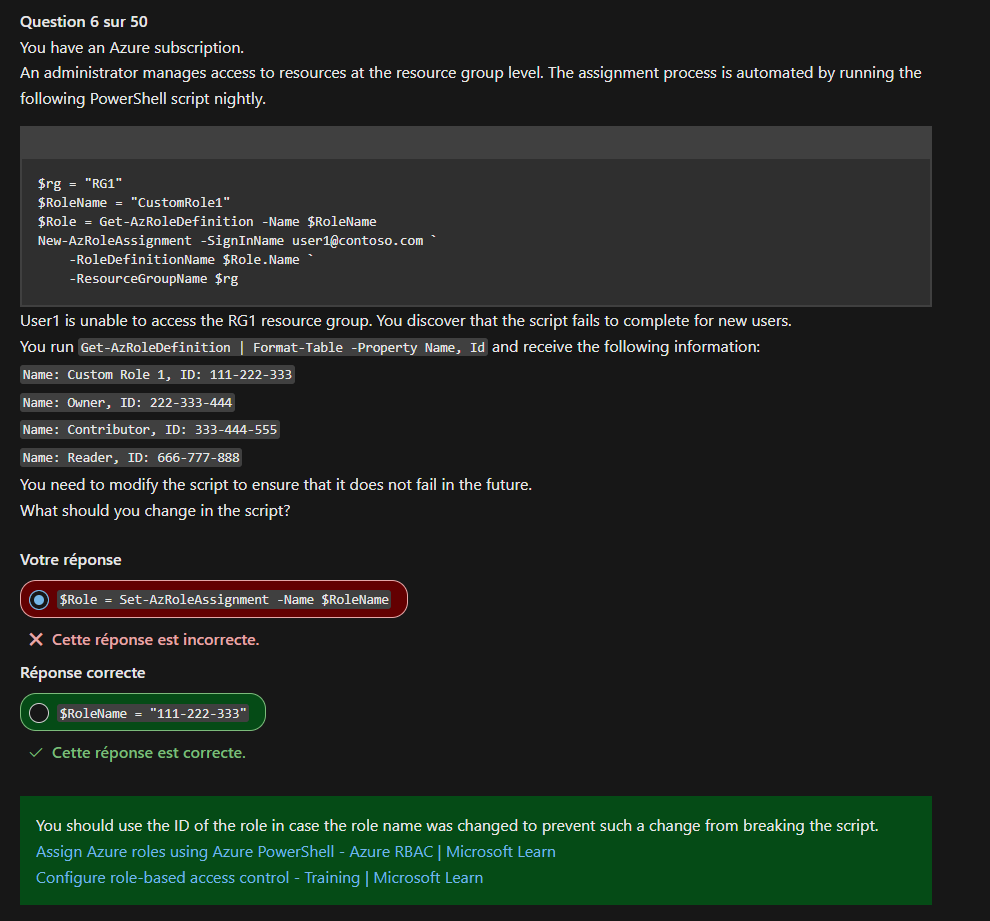 Question 6 sur 50
You have an Azure subscription.
An administrator manages access to resources at the resource group level. The assignment process is automated by running the
following PowerShell script nightly.
$rg = "RG1"
$RoleName = "CustomRole1"
$Role = Get-AzRoleDefinition -Name $RoleName
New-AzRoleAssignment -SignInName user1@contoso.com `
-RoleDefinitionName $Role.Name `
-ResourceGroupName $rg
User1 is unable to access the RG1 resource group. You discover that the script fails to complete for new users.
You run Get-AzRoleDefinition | Format-Table -Property Name, Id and receive the following information:
Name: Custom Role 1, ID: 111-222-333
Name: Owner, ID: 222-333-444
Name: Contributor, ID: 333-444-555
Name: Reader, ID: 666-777-888
You need to modify the script to ensure that it does not fail in the future.
What should you change in the script?
Votre réponse
$Role = Set-AzRoleAssignment -Name $RoleName
Cette réponse est incorrecte.
Réponse correcte
$RoleName = "111-222-333"
Cette réponse est correcte.
You should use the ID of the role in case the role name was changed to prevent such a change from breaking the script.
Assign Azure roles using Azure PowerShell - Azure RBAC | Microsoft Learn
Configure role-based access control - Training | Microsoft Learn